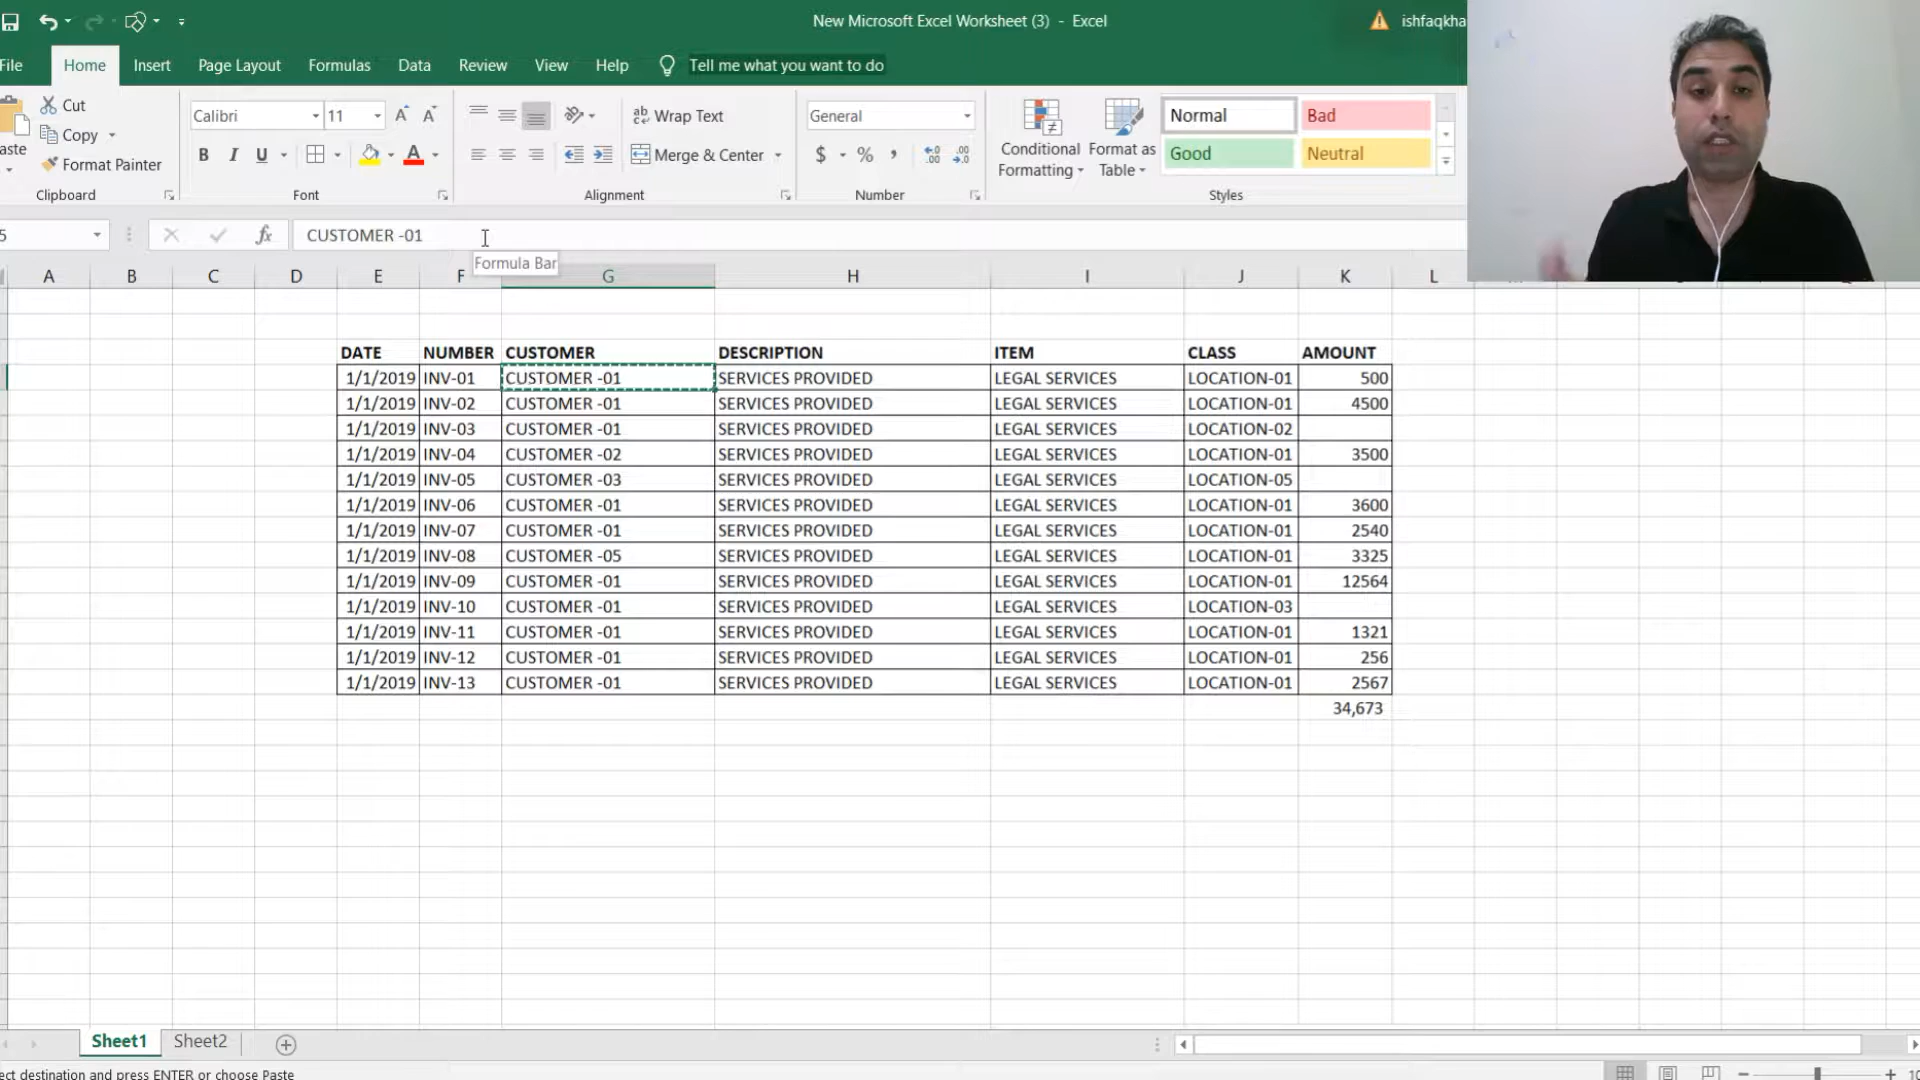 New Microsoft Excel Worksheet (3) - Excel
ishfaqkha
File Home Insert Page Layout Formulas Data Review View Help Tell me what you want to do
Cut
Copy
Format Painter
Clipboard
Calibri 11
B I U
Font
Wrap Text
Merge & Center
Alignment
General
$ % ,
Number
Conditional Formatting
Format as Table
Normal Bad
Good Neutral
Styles
5 fx CUSTOMER -01
Formula Bar
A B C D E F G H I J K L
DATE NUMBER CUSTOMER DESCRIPTION ITEM CLASS AMOUNT
1/1/2019 INV-01 CUSTOMER -01 SERVICES PROVIDED LEGAL SERVICES LOCATION-01 500
1/1/2019 INV-02 CUSTOMER -01 SERVICES PROVIDED LEGAL SERVICES LOCATION-01 4500
1/1/2019 INV-03 CUSTOMER -01 SERVICES PROVIDED LEGAL SERVICES LOCATION-02
1/1/2019 INV-04 CUSTOMER -02 SERVICES PROVIDED LEGAL SERVICES LOCATION-01 3500
1/1/2019 INV-05 CUSTOMER -03 SERVICES PROVIDED LEGAL SERVICES LOCATION-05
1/1/2019 INV-06 CUSTOMER -01 SERVICES PROVIDED LEGAL SERVICES LOCATION-01 3600
1/1/2019 INV-07 CUSTOMER -01 SERVICES PROVIDED LEGAL SERVICES LOCATION-01 2540
1/1/2019 INV-08 CUSTOMER -05 SERVICES PROVIDED LEGAL SERVICES LOCATION-01 3325
1/1/2019 INV-09 CUSTOMER -01 SERVICES PROVIDED LEGAL SERVICES LOCATION-01 12564
1/1/2019 INV-10 CUSTOMER -01 SERVICES PROVIDED LEGAL SERVICES LOCATION-03
1/1/2019 INV-11 CUSTOMER -01 SERVICES PROVIDED LEGAL SERVICES LOCATION-01 1321
1/1/2019 INV-12 CUSTOMER -01 SERVICES PROVIDED LEGAL SERVICES LOCATION-01 256
1/1/2019 INV-13 CUSTOMER -01 SERVICES PROVIDED LEGAL SERVICES LOCATION-01 2567
34,673
Sheet1 Sheet2
ect destination and press ENTER or choose Paste